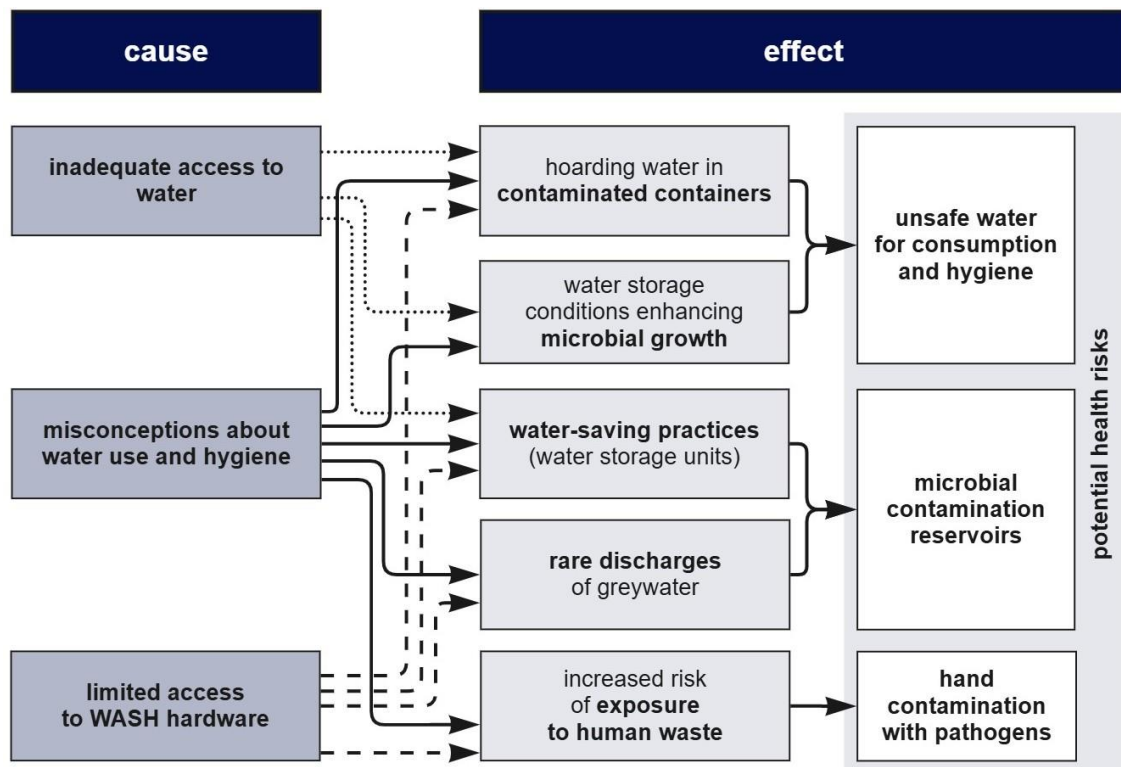 cause
effect
inadequate access to
water
misconceptions about
water use and hygiene
limited access
to WASH hardware
hoarding water in
contaminated containers
water storage
conditions enhancing
microbial growth
water-saving practices
(water storage units)
rare discharges
of greywater
increased risk
of exposure
to human waste
unsafe water
for consumption
and hygiene
microbial
contamination
reservoirs
hand
contamination
with pathogens
potential health risks